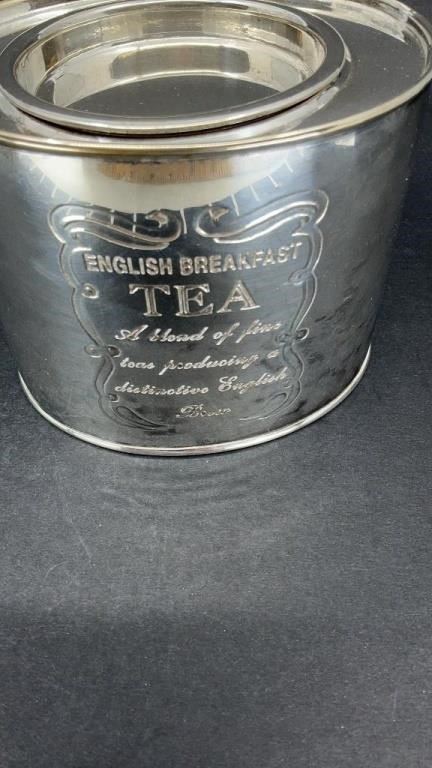 ENGLISH BREAKFAST
TEA
A blend of fine
teas producing a
distinctive English
Brew